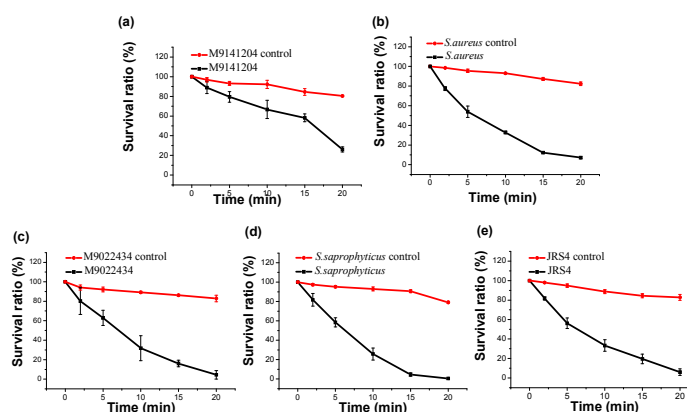 (a)
M9141204 control
M9141204
Survival ratio (%)
120
100
80
60
40
20
0
0 5 10 15 20
Time (min)
(b)
S.aureus control
S.aureus
Survival ratio (%)
120
100
80
60
40
20
0
0 5 10 15 20
Time (min)
(c)
M9022434 control
M9022434
Survival ratio (%)
120
100
80
60
40
20
0
0 5 10 15 20
Time (min)
(d)
S.saprophyticus control
S.saprophyticus
Survival ratio (%)
120
100
80
60
40
20
0
0 5 10 15 20
Time (min)
(e)
JRS4 control
JRS4
Survival ratio (%)
120
100
80
60
40
20
0
0 5 10 15 20
Time (min)